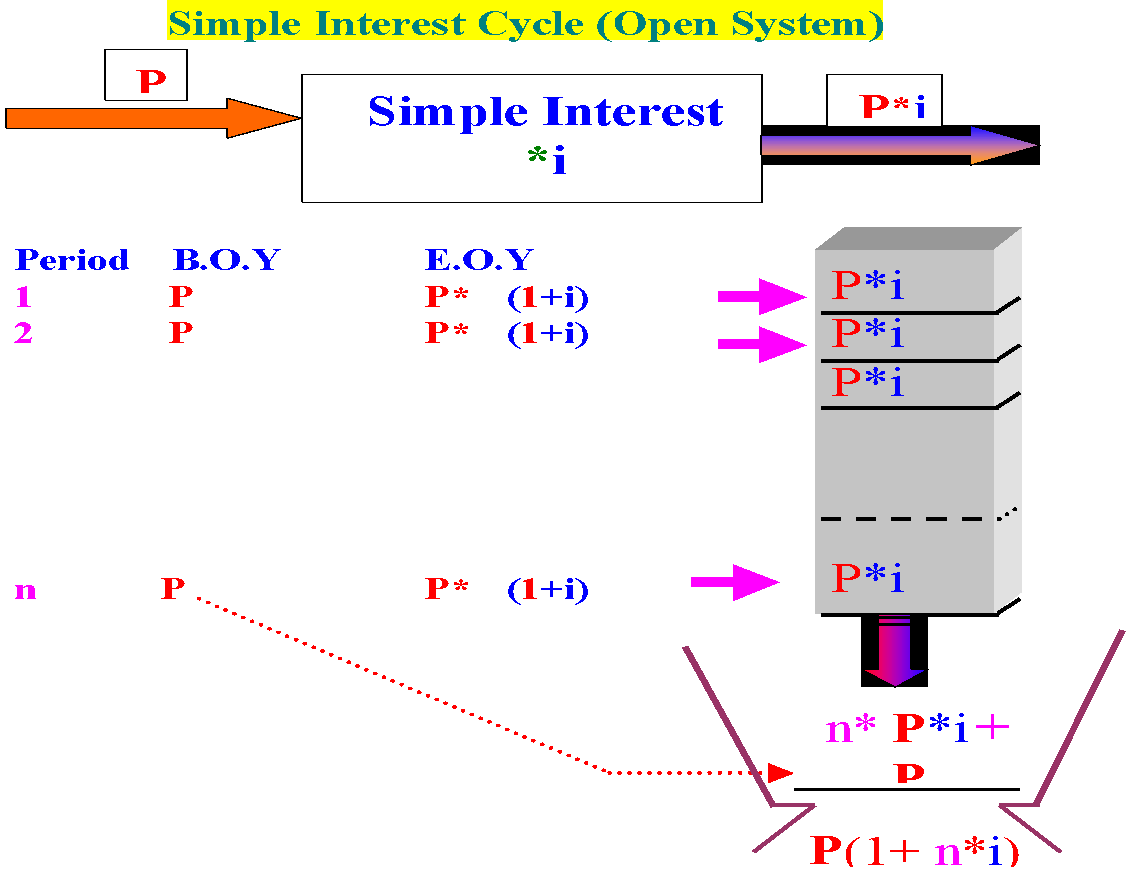 Simple Interest Cycle (Open System)
P
Simple Interest
*i
P*i
Period B.O.Y E.O.Y
1 P P* (1+i)
2 P P* (1+i)
n P P* (1+i)
P*i
P*i
P*i
P*i
n* P*i+
P
P(1+ n*i)